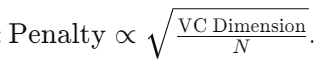 : Penalty ∝ √(VC Dimension / N).